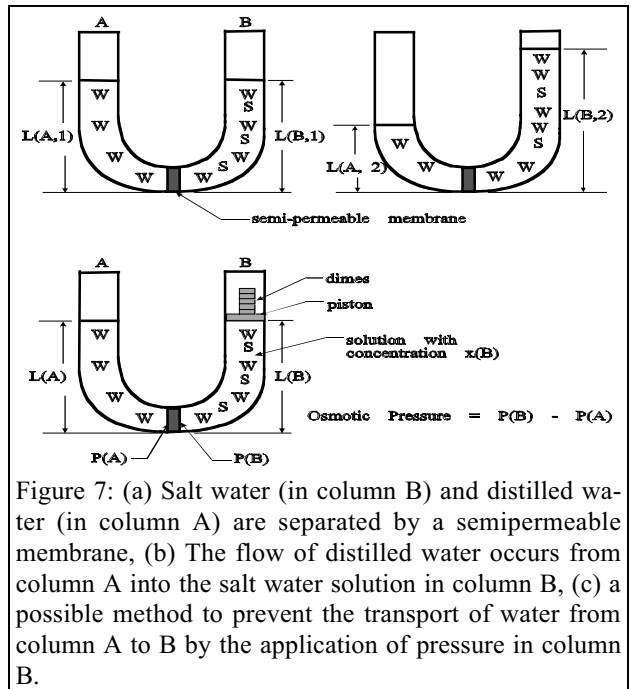 A B
W W
S
W W
S
W W
S
W W
L(A,1) L(B,1)
W
W
S
W
W
W S
W
W W
W
L(A, 2) L(B,2)
semi-permeable membrane
A B
dimes
piston
solution with
concentration x(B)
W W
S
W W
S
W W
S
W W
L(A) L(B)
Osmotic Pressure = P(B) - P(A)
P(A) P(B)
Figure 7: (a) Salt water (in column B) and distilled wa-
ter (in column A) are separated by a semipermeable
membrane, (b) The flow of distilled water occurs from
column A into the salt water solution in column B, (c) a
possible method to prevent the transport of water from
column A to B by the application of pressure in column
B.